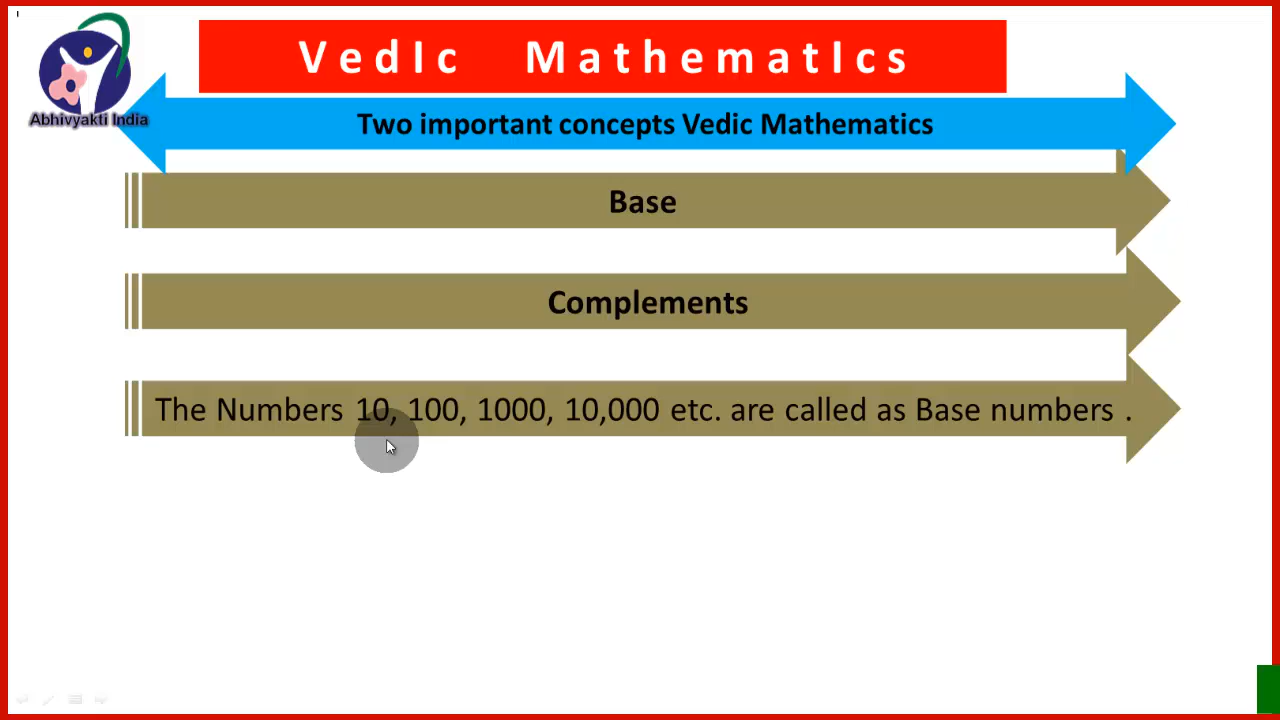 VedIc MathematIcs
Abhivyakti India
Two important concepts Vedic Mathematics
Base
Complements
The Numbers 10, 100, 1000, 10,000 etc. are called as Base numbers .